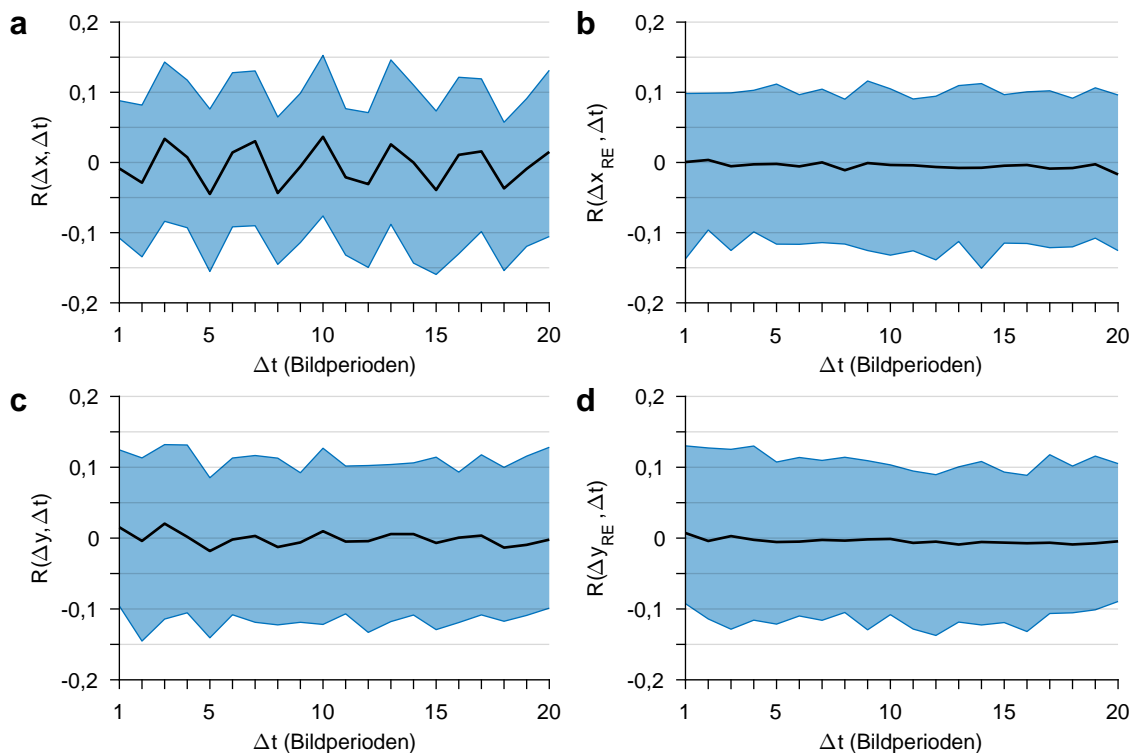 a
R(Δx, Δt)
0,2
0,1
0
-0,1
-0,2
1 5 10 15 20
Δt (Bildperioden)
b
R(Δx_RE, Δt)
0,2
0,1
0
-0,1
-0,2
1 5 10 15 20
Δt (Bildperioden)
c
R(Δy, Δt)
0,2
0,1
0
-0,1
-0,2
1 5 10 15 20
Δt (Bildperioden)
d
R(Δy_RE, Δt)
0,2
0,1
0
-0,1
-0,2
1 5 10 15 20
Δt (Bildperioden)